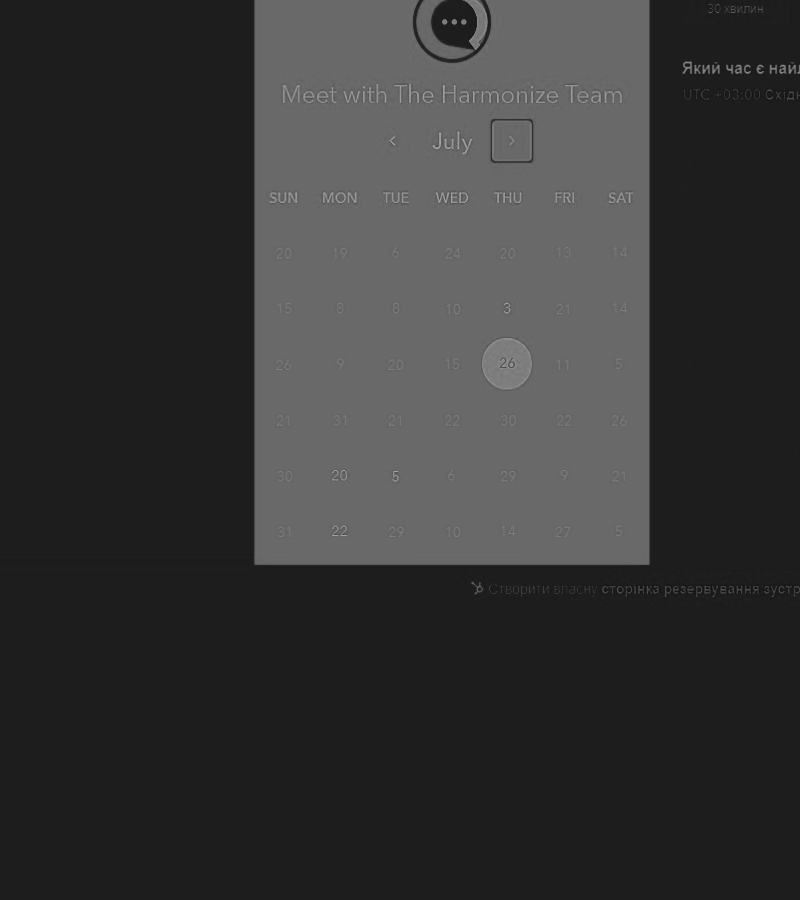 30 хвилин
Який час є най
UTC +03:00 Східн
Meet with The Harmonize Team
July
SUN MON TUE WED THU FRI SAT
20 19 6 24 20 13 14
15 8 8 10 3 21 14
26 9 20 15 26 11 5
21 31 21 22 30 22 26
30 20 5 6 29 9 21
31 22 29 10 14 27 5
Створити власну сторінка резервування зустр